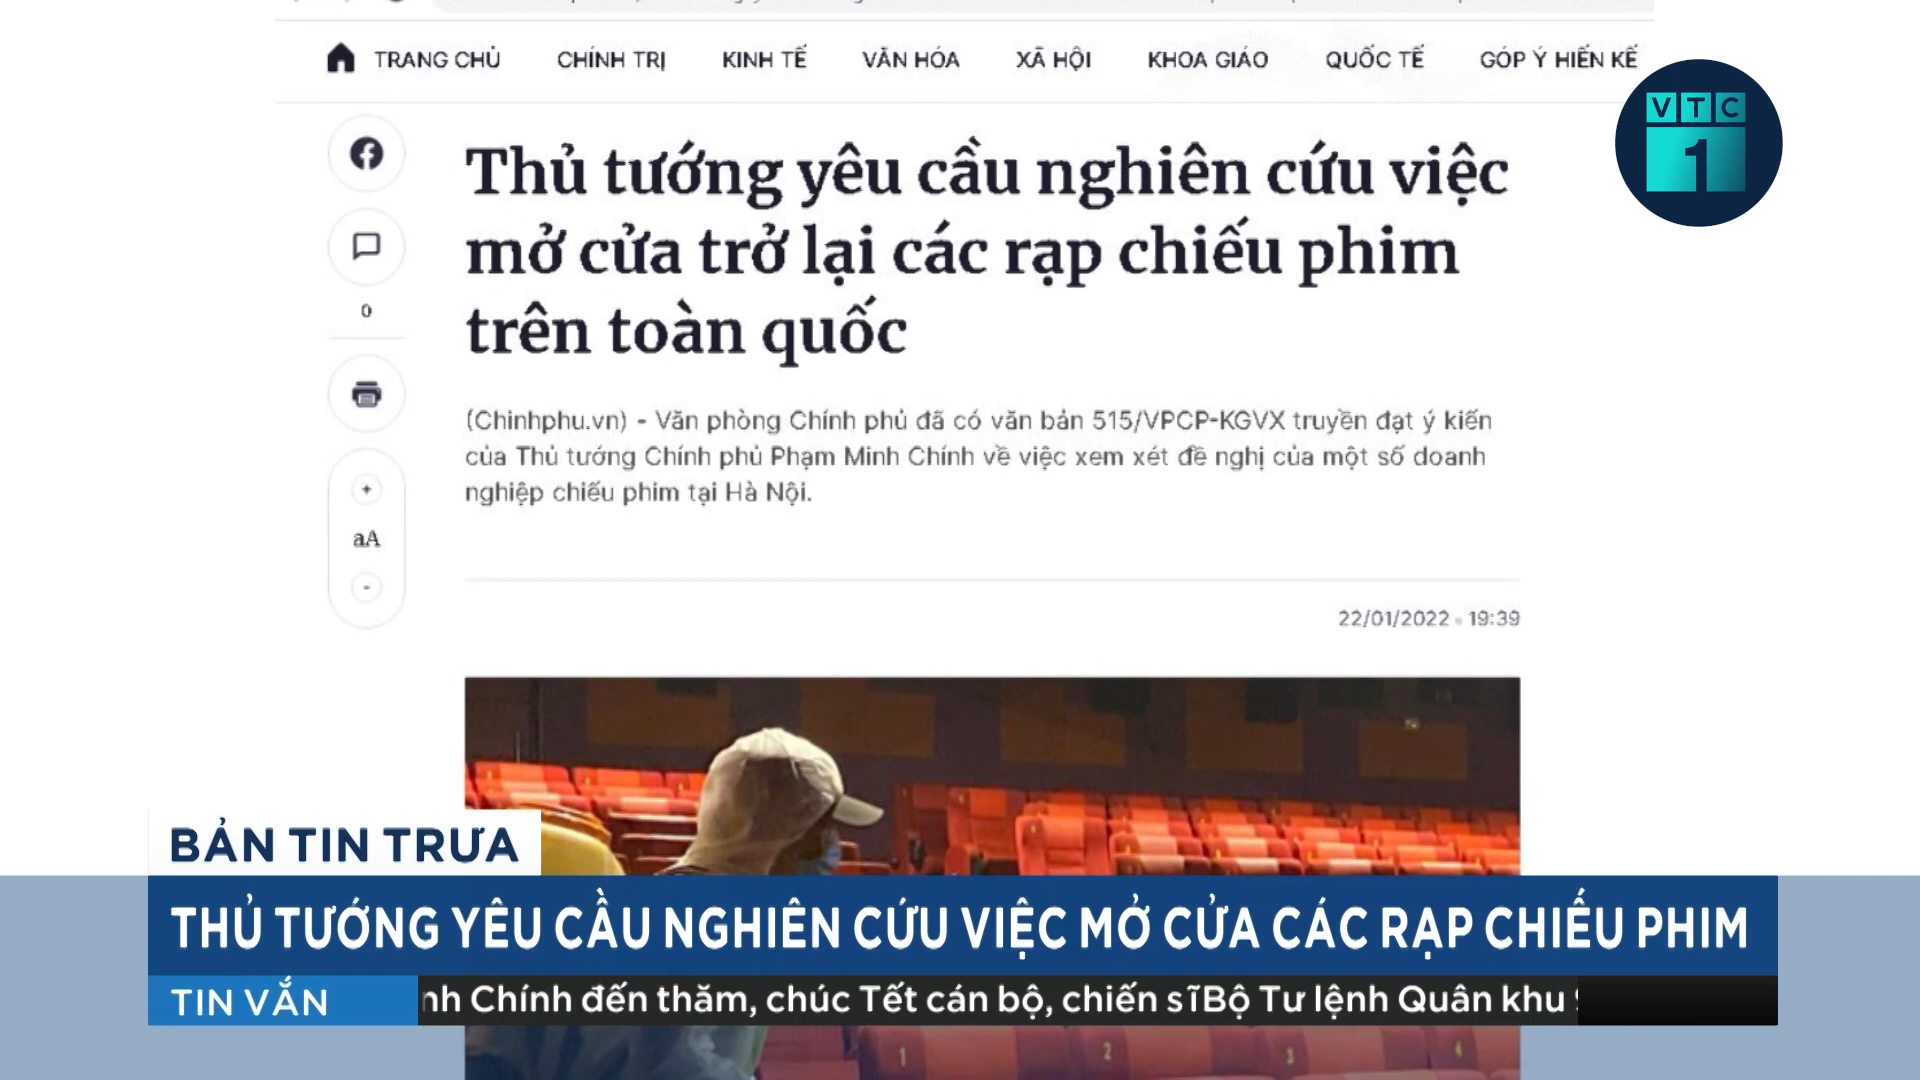 TRANG CHỦ CHÍNH TRỊ KINH TẾ VĂN HÓA XÃ HỘI KHOA GIÁO QUỐC TẾ GÓP Ý HIẾN KẾ
VTC
1
Thủ tướng yêu cầu nghiên cứu việc
mở cửa trở lại các rạp chiếu phim
trên toàn quốc
0
(Chinhphu.vn) - Văn phòng Chính phủ đã có văn bản 515/VPCP-KGVX truyền đạt ý kiến
của Thủ tướng Chính phủ Phạm Minh Chính về việc xem xét đề nghị của một số doanh
nghiệp chiếu phim tại Hà Nội.
+
aA
-
22/01/2022 • 19:39
BẢN TIN TRƯA
THỦ TƯỚNG YÊU CẦU NGHIÊN CỨU VIỆC MỞ CỬA CÁC RẠP CHIẾU PHIM
TIN VẮN
nh Chính đến thăm, chúc Tết cán bộ, chiến sĩBộ Tư lệnh Quân khu
1 2 3 4